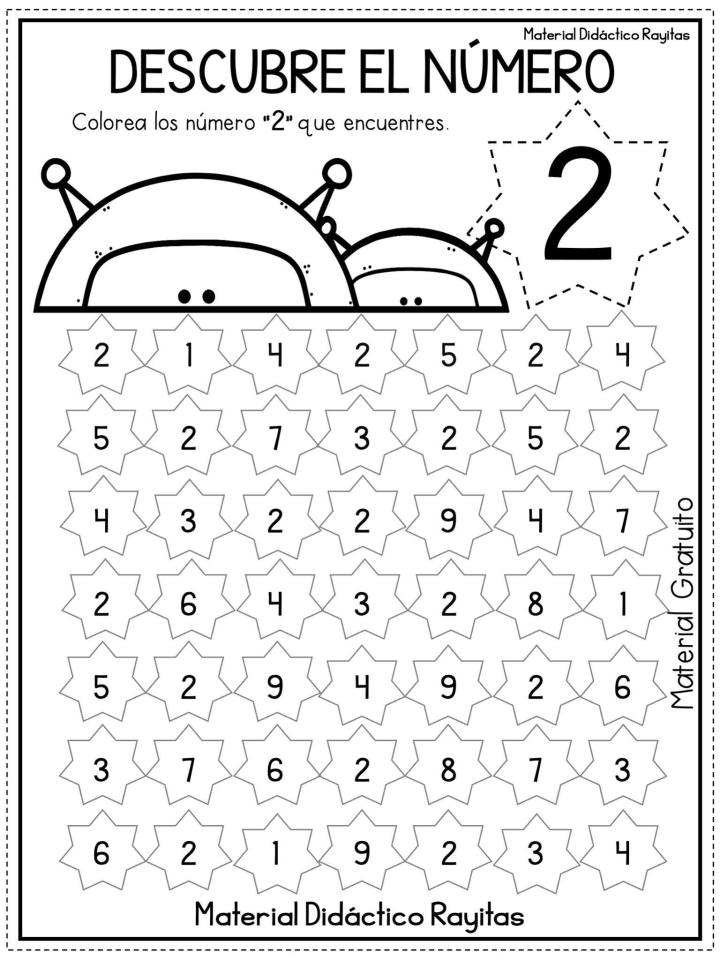 Material Didáctico Rayitas
DESCUBRE EL NÚMERO
Colorea los número "2" que encuentres.
2
2 1 4 2 5 2 4
5 2 7 3 2 5 2
4 3 2 2 9 4 7
2 6 4 3 2 8 1
5 2 9 4 9 2 6
3 7 6 2 8 7 3
6 2 1 9 2 3 4
Material Gratuito
Material Didáctico Rayitas